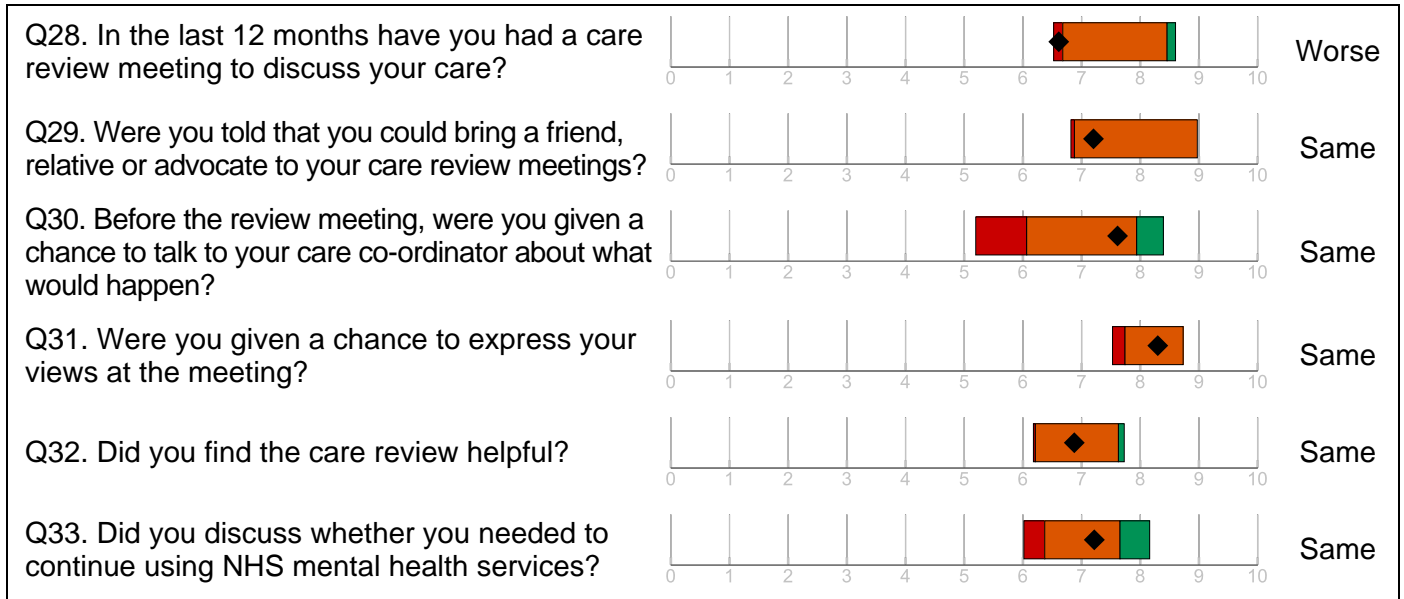 Q28. In the last 12 months have you had a care
review meeting to discuss your care?
0 1 2 3 4 5 6 7 8 9 10
Worse
Q29. Were you told that you could bring a friend,
relative or advocate to your care review meetings?
0 1 2 3 4 5 6 7 8 9 10
Same
Q30. Before the review meeting, were you given a
chance to talk to your care co-ordinator about what
would happen?
0 1 2 3 4 5 6 7 8 9 10
Same
Q31. Were you given a chance to express your
views at the meeting?
0 1 2 3 4 5 6 7 8 9 10
Same
Q32. Did you find the care review helpful?
0 1 2 3 4 5 6 7 8 9 10
Same
Q33. Did you discuss whether you needed to
continue using NHS mental health services?
0 1 2 3 4 5 6 7 8 9 10
Same